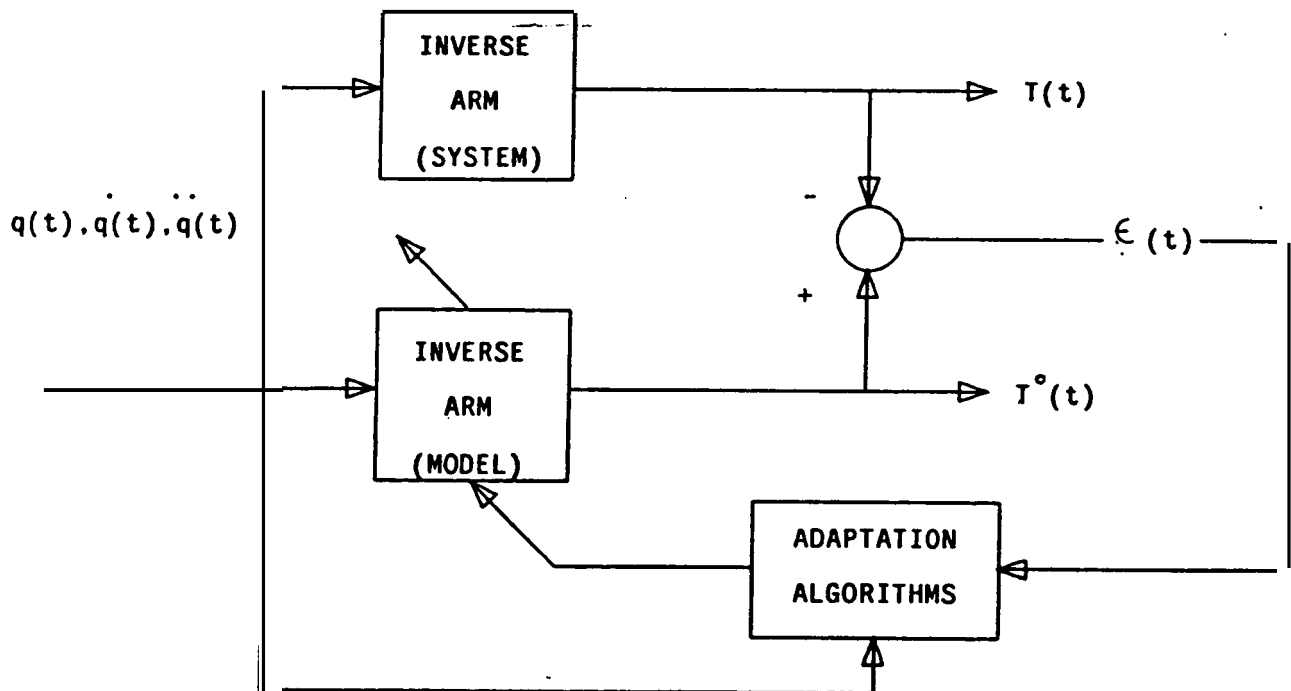 INVERSE
ARM
(SYSTEM)
T(t)
-
q(t).q̇(t).q̈(t)
ϵ (t)
+
INVERSE
ARM
(MODEL)
T°(t)
ADAPTATION
ALGORITHMS